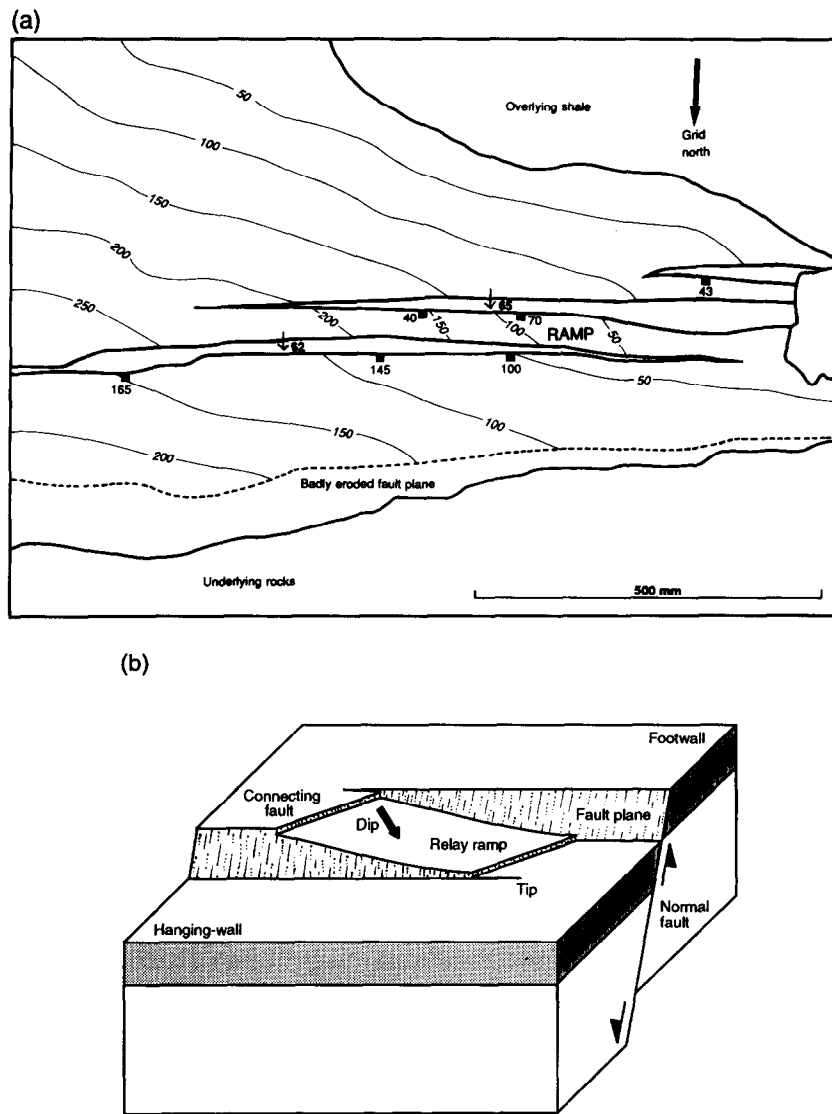 (a)
50
Overlying shale
100
Grid
north
150
200
43
250
65
200
40
150
100
70
50
RAMP
62
165
145
100
50
100
150
200
Badly eroded fault plane
Underlying rocks
500 mm
(b)
Footwall
Connecting
fault
Fault plane
Dip
Relay ramp
Tip
Normal
fault
Hanging-wall